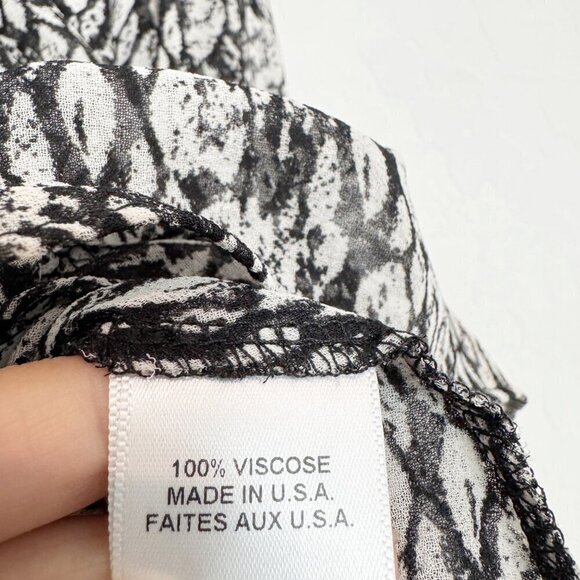 100% VISCOSE
MADE IN U.S.A.
FAITES AUX U.S.A.